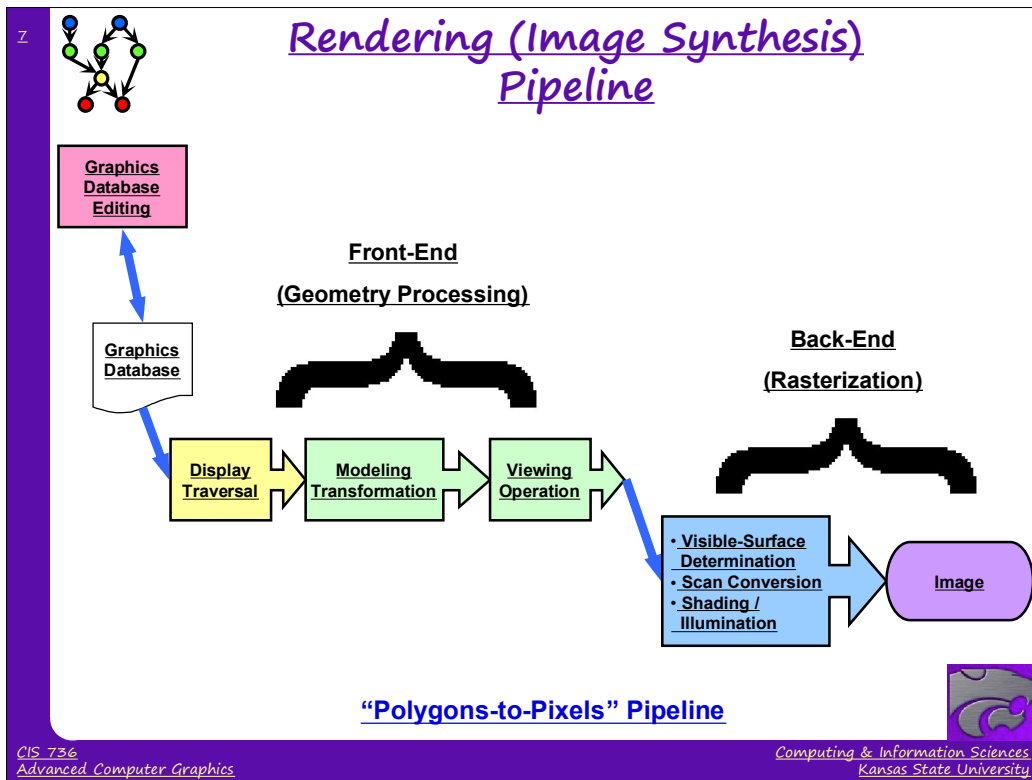 7
Rendering (Image Synthesis)
Pipeline
Graphics
Database
Editing
Front-End
(Geometry Processing)
Graphics
Database
Back-End
(Rasterization)
Display
Traversal
Modeling
Transformation
Viewing
Operation
• Visible-Surface
Determination
• Scan Conversion
• Shading /
Illumination
Image
“Polygons-to-Pixels” Pipeline
CIS 736
Advanced Computer Graphics
Computing & Information Sciences
Kansas State University